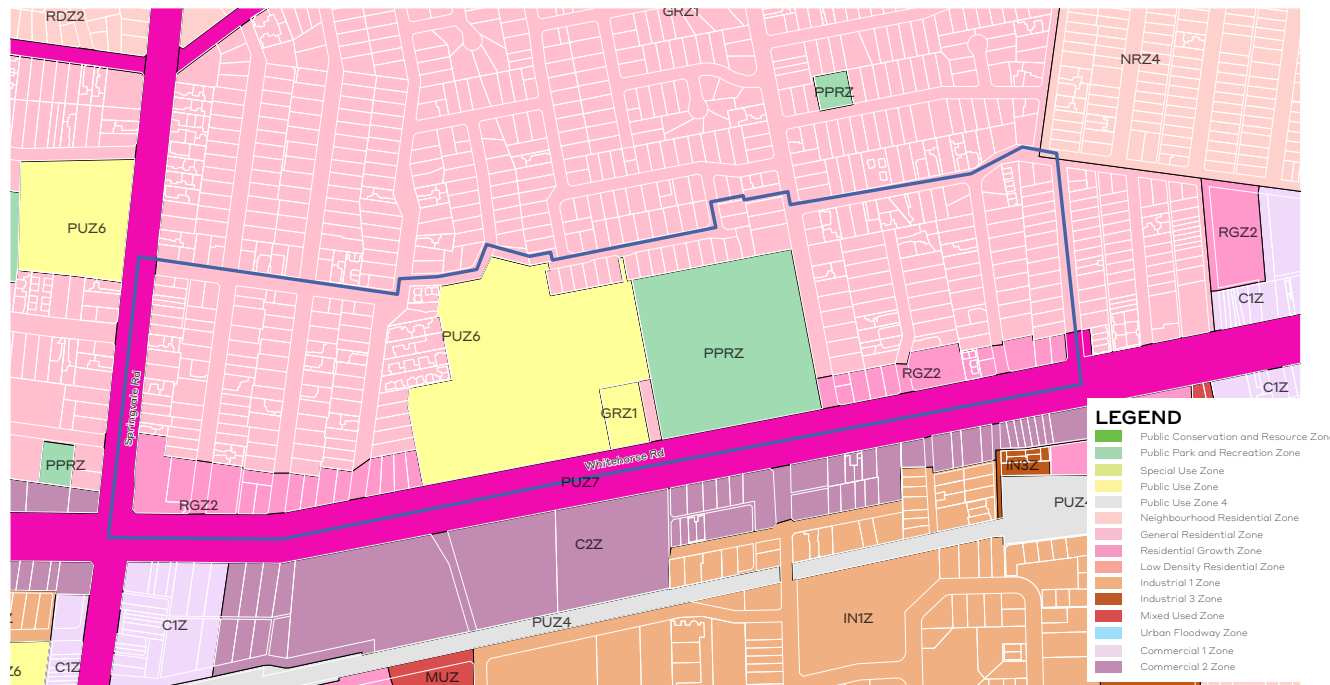 RDZ2
GRZ1
NRZ4
PPRZ
PUZ6
RGZ2
C1Z
PUZ6
PPRZ
RGZ2
Springvale Rd
GRZ1
C1Z
PPRZ
Whitehorse Rd
PUZ7
RGZ2
IN3Z
PUZ4
C2Z
IN1Z
PUZ4
C1Z
Z
Z6
C1Z
MUZ
LEGEND
Public Conservation and Resource Zon
Public Park and Recreation Zone
Special Use Zone
Public Use Zone
Public Use Zone 4
Neighbourhood Residential Zone
General Residential Zone
Residential Growth Zone
Low Density Residential Zone
Industrial 1 Zone
Industrial 3 Zone
Mixed Used Zone
Urban Floodway Zone
Commercial 1 Zone
Commercial 2 Zone